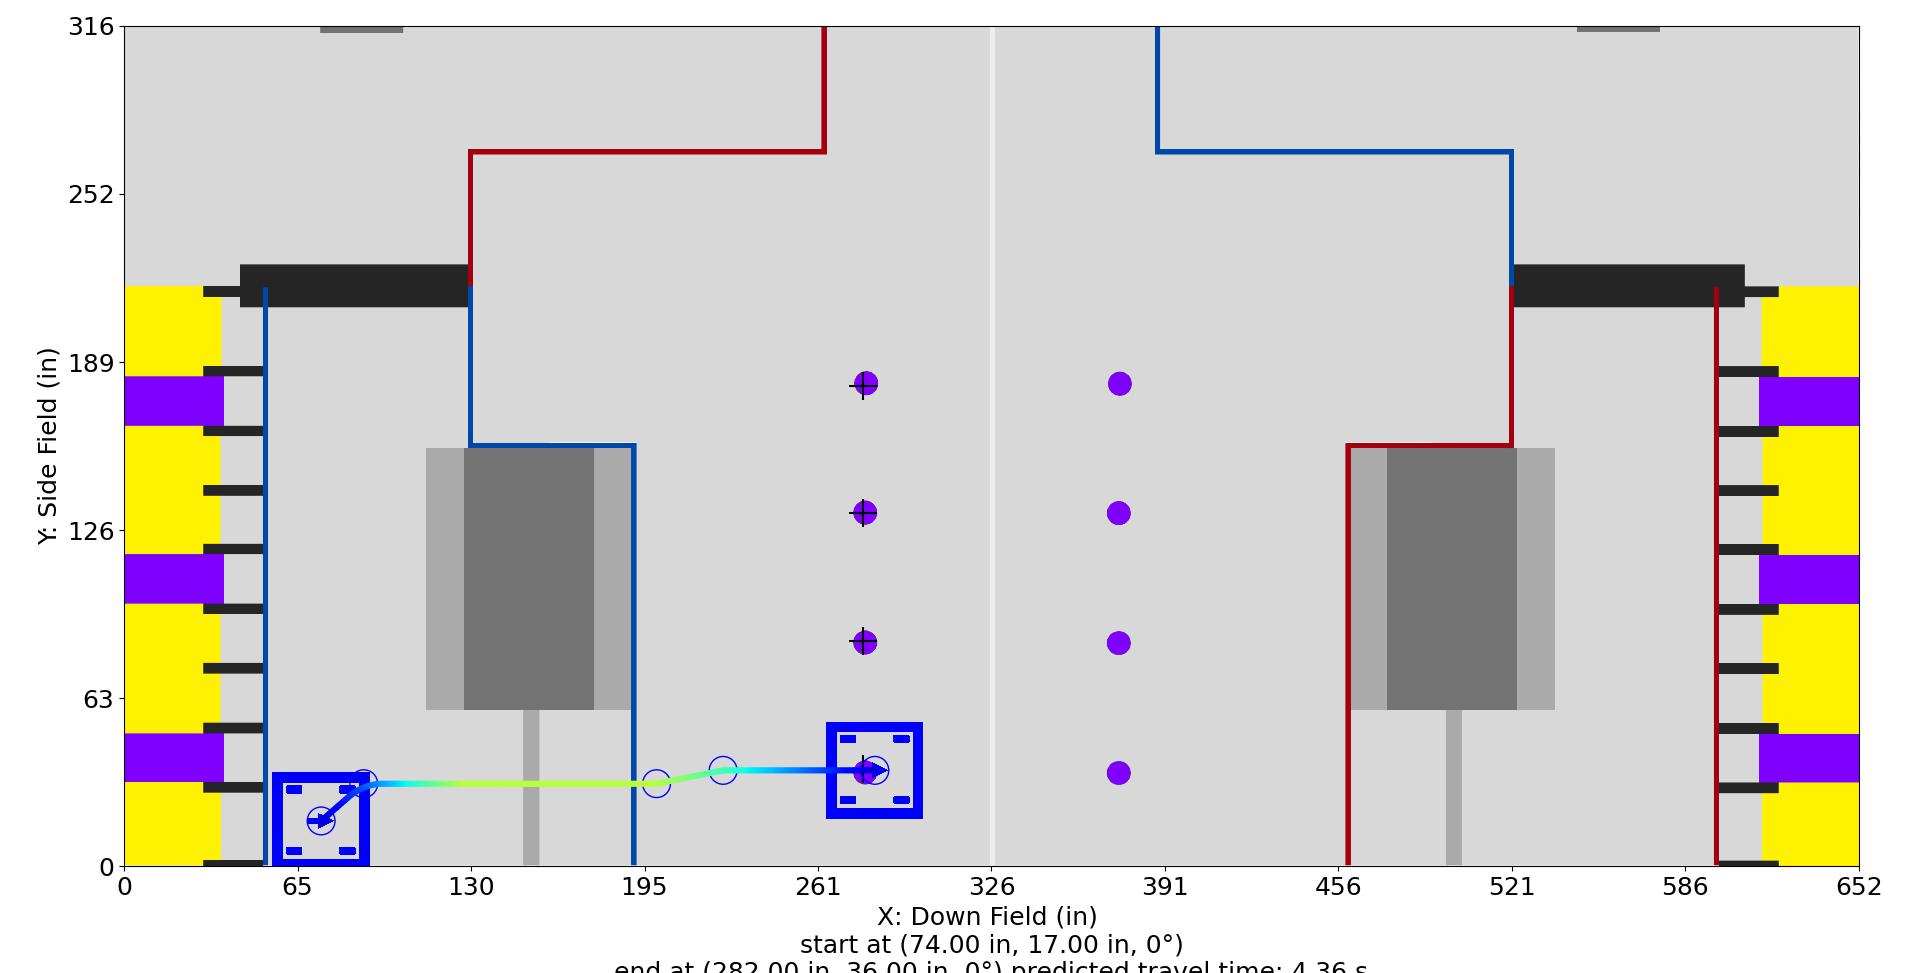 316
252
189
126
63
0
Y: Side Field (in)
0 65 130 195 261 326 391 456 521 586 652
X: Down Field (in)
start at (74.00 in, 17.00 in, 0°)
end at (282.00 in, 36.00 in, 0°) predicted travel time: 4.36 s